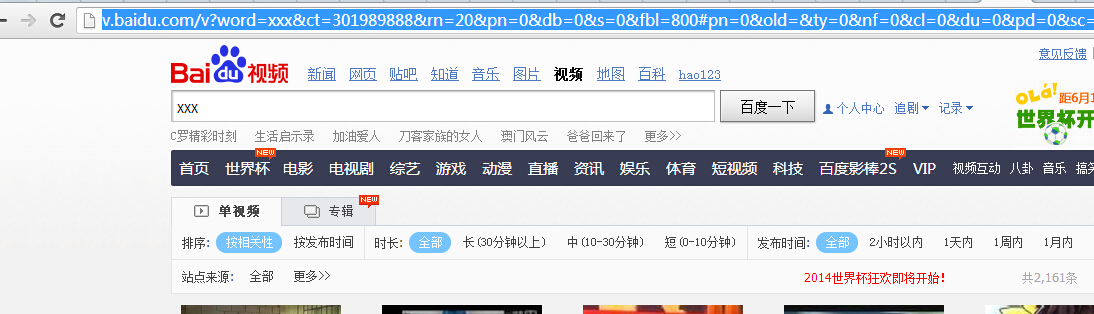 v.baidu.com/v?word=xxx&ct=301989888&rn=20&pn=0&db=0&s=0&fbl=800#pn=0&old=&ty=0&nf=0&cl=0&du=0&pd=0&sc=
意见反馈
Bai du 视频 新闻 网页 贴吧 知道 音乐 图片 视频 地图 百科 hao123
Olá! 距6月1
世界杯开
xxx 百度一下 个人中心 追剧 记录
C罗精彩时刻 生活启示录 加油爱人 刀客家族的女人 澳门风云 爸爸回来了 更多>>
首页 世界杯 NEW 电影 电视剧 综艺 游戏 动漫 直播 资讯 娱乐 体育 短视频 科技 百度影棒2S NEW VIP 视频互动 八卦 音乐 搞笑
单视频 专辑 NEW
排序: 按相关性 按发布时间 时长: 全部 长(30分钟以上) 中(10-30分钟) 短(0-10分钟) 发布时间: 全部 2小时以内 1天内 1周内 1月内
站点来源: 全部 更多>> 2014世界杯狂欢即将开始! 共2,161条